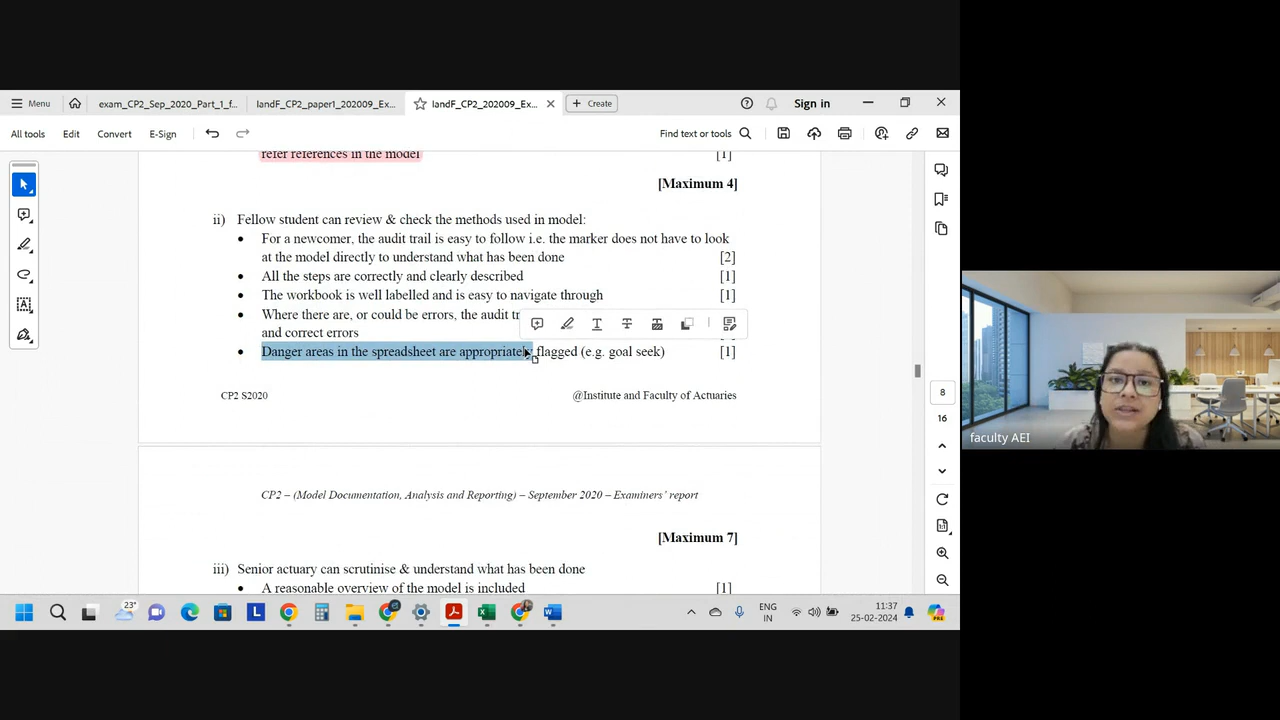 Menu
exam_CP2_Sep_2020_Part_1_f...
IandF_CP2_paper1_202009_Ex...
IandF_CP2_202009_Ex...
Create
Sign in
All tools
Edit
Convert
E-Sign
Find text or tools
refer references in the model [1]
[Maximum 4]
ii) Fellow student can review & check the methods used in model:
• For a newcomer, the audit trail is easy to follow i.e. the marker does not have to look
at the model directly to understand what has been done [2]
• All the steps are correctly and clearly described [1]
• The workbook is well labelled and is easy to navigate through [1]
• Where there are, or could be errors, the audit
and correct errors
• Danger areas in the spreadsheet are appropriately flagged (e.g. goal seek) [1]
CP2 S2020 @Institute and Faculty of Actuaries
CP2 – (Model Documentation, Analysis and Reporting) – September 2020 – Examiners’ report
[Maximum 7]
iii) Senior actuary can scrutinise & understand what has been done
• A reasonable overview of the model is included [1]
8
16
faculty AEI
23°
ENG
IN
11:37
25-02-2024